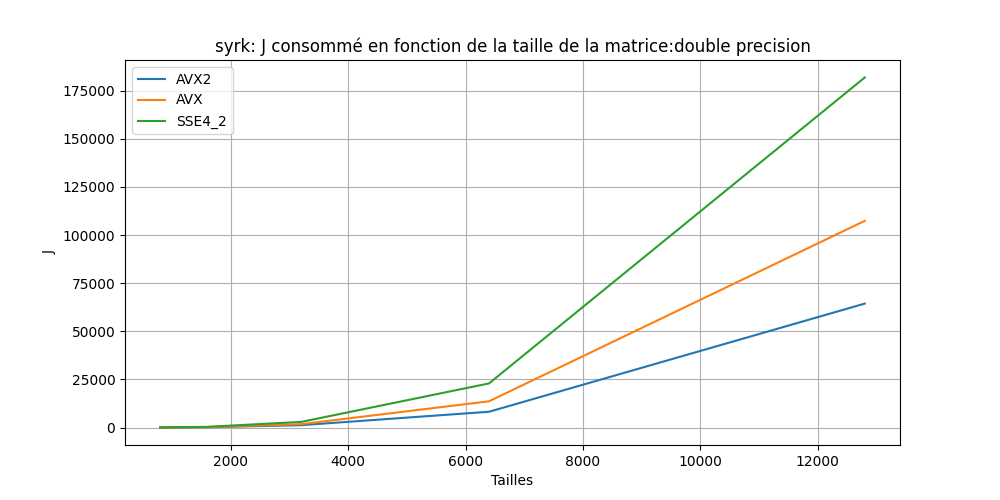 syrk: J consommé en fonction de la taille de la matrice:double precision
AVX2
AVX
SSE4_2
175000
150000
125000
100000
75000
50000
25000
0
J
2000
4000
6000
8000
10000
12000
Tailles